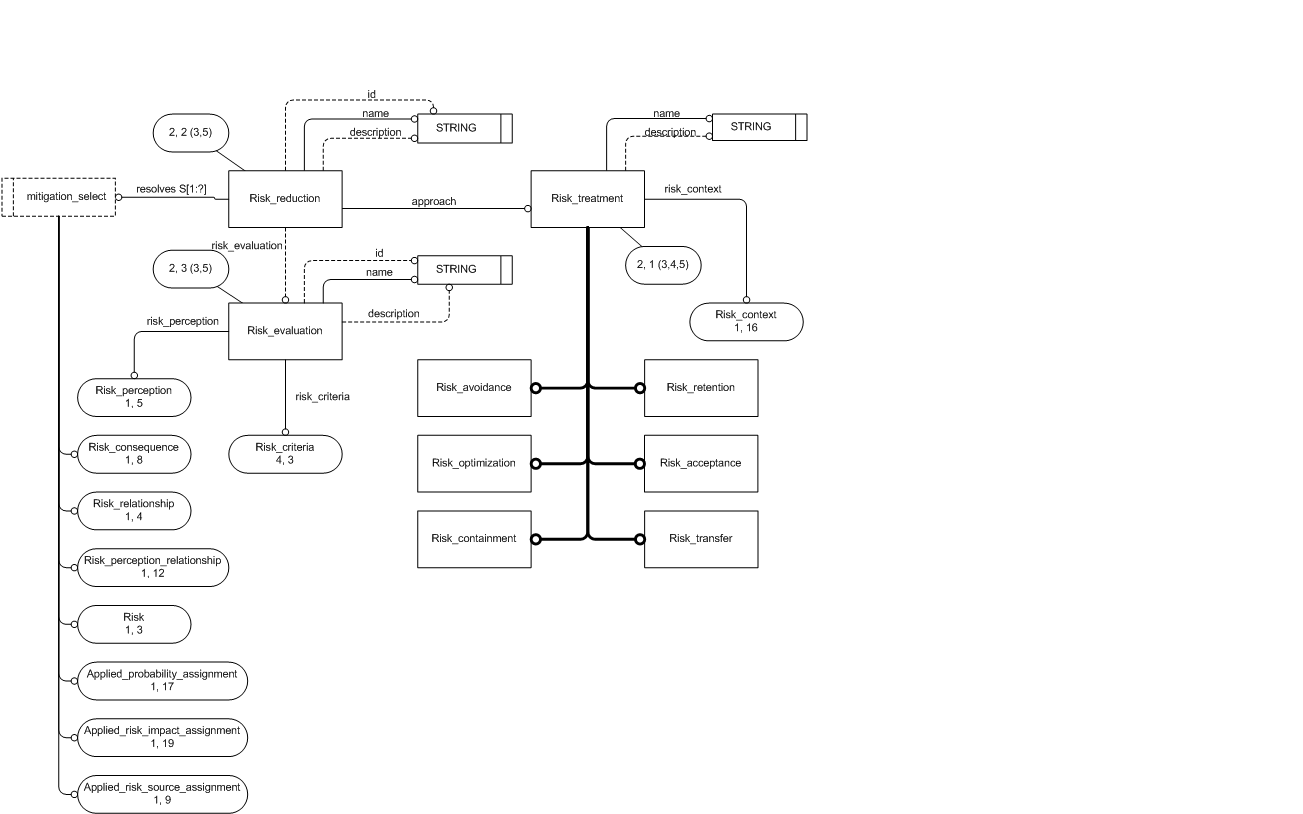 id
name
description
STRING
2, 2 (3,5)
name
description
STRING
mitigation_select
resolves S[1:?]
Risk_reduction
approach
Risk_treatment
risk_context
risk_evaluation
2, 3 (3,5)
id
name
STRING
description
2, 1 (3,4,5)
Risk_context
1, 16
risk_perception
Risk_evaluation
Risk_perception
1, 5
risk_criteria
Risk_avoidance
Risk_retention
Risk_consequence
1, 8
Risk_criteria
4, 3
Risk_optimization
Risk_acceptance
Risk_relationship
1, 4
Risk_containment
Risk_transfer
Risk_perception_relationship
1, 12
Risk
1, 3
Applied_probability_assignment
1, 17
Applied_risk_impact_assignment
1, 19
Applied_risk_source_assignment
1, 9